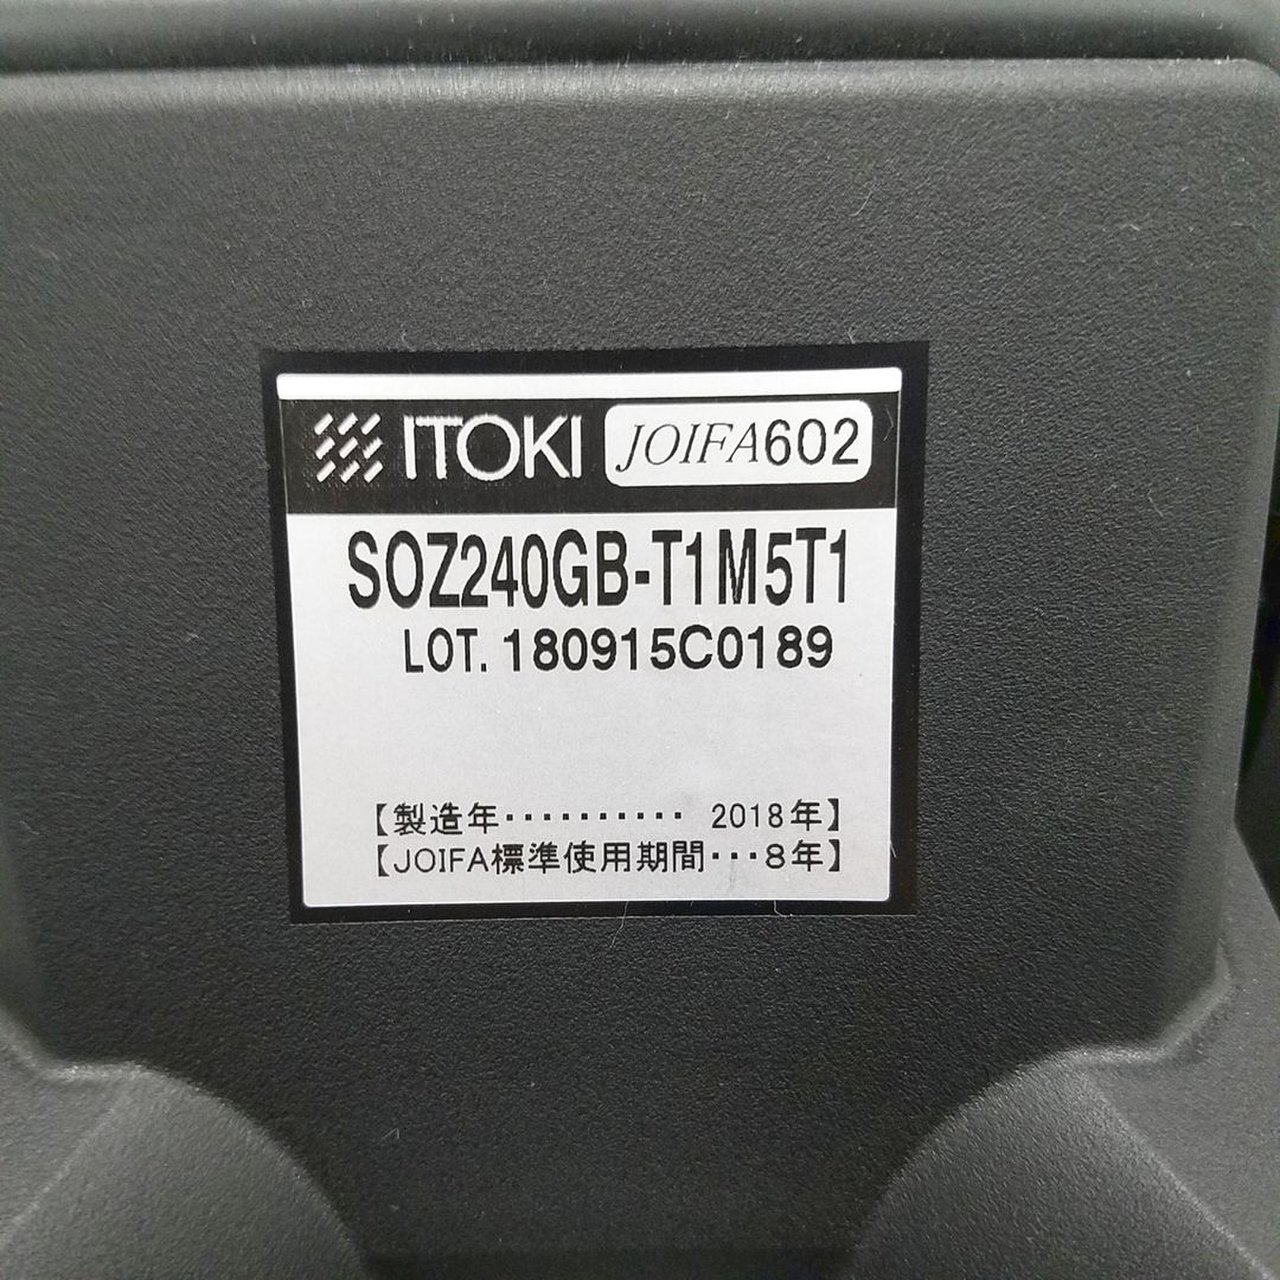 ITOKI JOIFA602
SOZ240GB-T1M5T1
LOT. 180915C0189
【製造年･･････････ 2018年】
【JOIFA標準使用期間･･･8年】